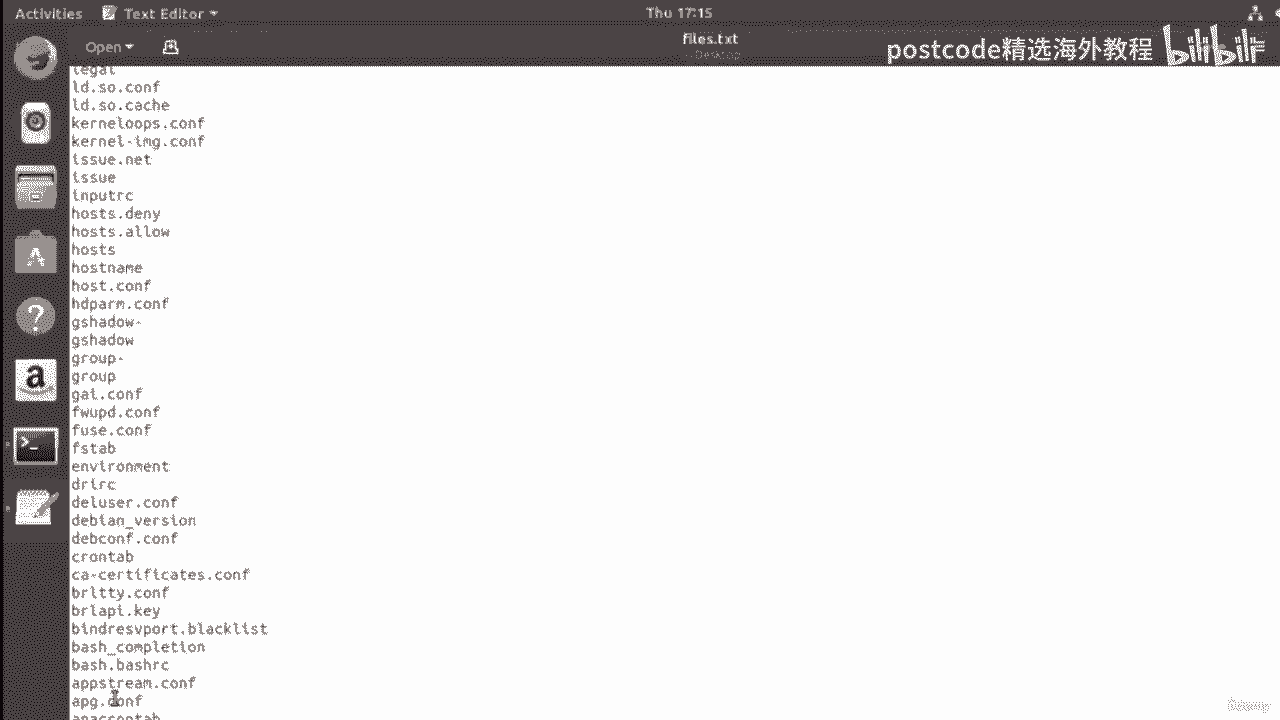 Activities Text Editor Thu 17:15
Open files.txt
Desktop
postcode精选海外教程 bilibili
legal
ld.so.conf
ld.so.cache
kerneloops.conf
kernel-img.conf
issue.net
issue
inputrc
hosts.deny
hosts.allow
hosts
hostname
host.conf
hdparm.conf
gshadow-
gshadow
group-
group
gai.conf
fwupd.conf
fuse.conf
fstab
environment
drirc
deluser.conf
debian_version
debconf.conf
crontab
ca-certificates.conf
brltty.conf
brlapi.key
bindresvport.blacklist
bash_completion
bash.bashrc
appstream.conf
apg.conf
anacrontab
Udemy